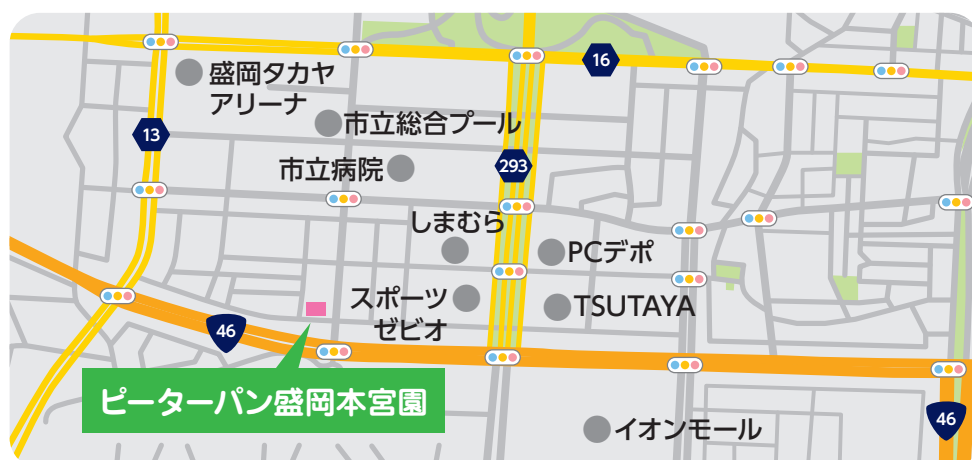 16
盛岡タカヤ
アリーナ
市立総合プール
13
市立病院
293
しまむら
PCデポ
スポーツ
ゼビオ
TSUTAYA
46
ピーターパン盛岡本宮園
46
イオンモール